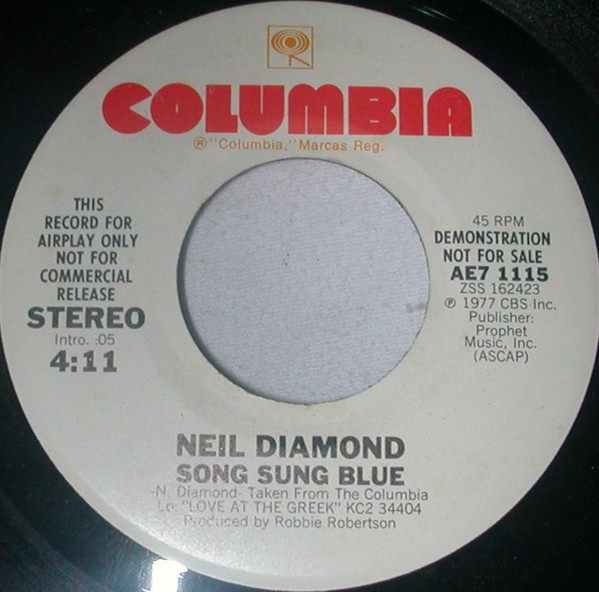 COLUMBIA
® "Columbia," Marcas Reg.
THIS
RECORD FOR
AIRPLAY ONLY
NOT FOR
COMMERCIAL
RELEASE
STEREO
Intro. :05
4:11
45 RPM
DEMONSTRATION
NOT FOR SALE
AE7 1115
ZSS 162423
℗ 1977 CBS Inc.
Publisher:
Prophet
Music, Inc.
(ASCAP)
NEIL DIAMOND
SONG SUNG BLUE
-N. Diamond- Taken From The Columbia
Lp: "LOVE AT THE GREEK" KC2 34404
Produced by Robbie Robertson